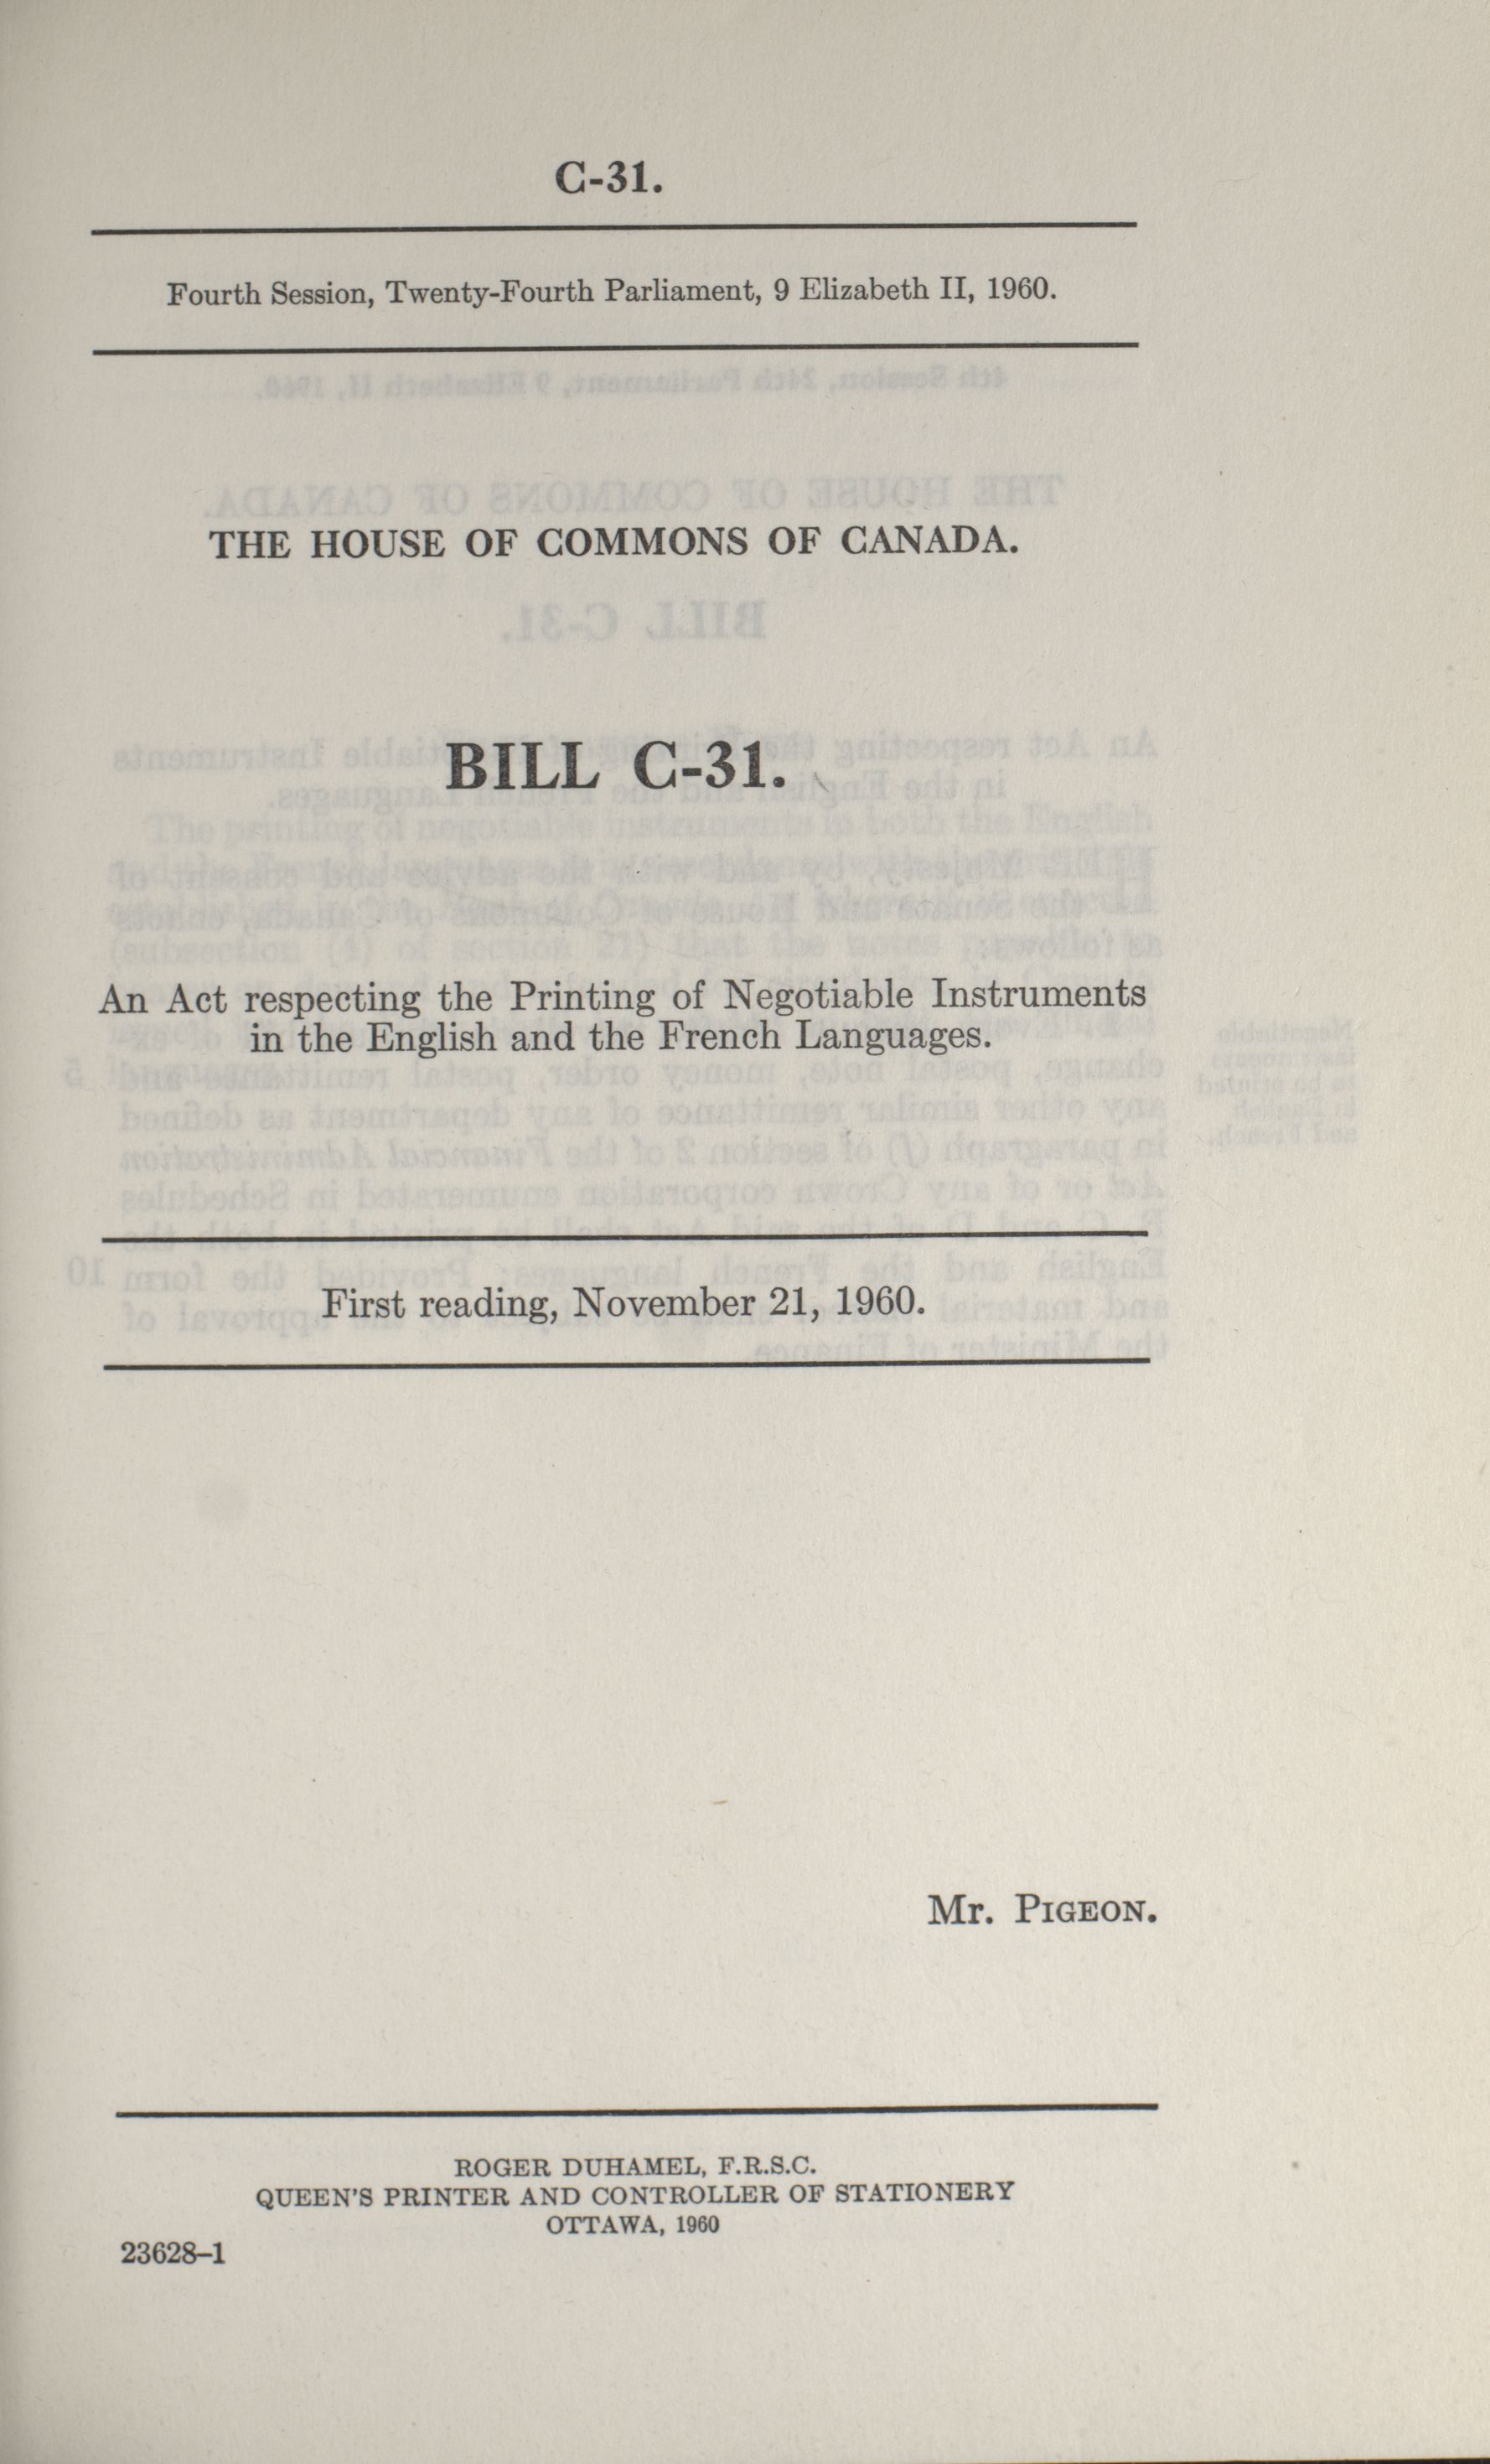 C-31.
Fourth Session, Twenty-Fourth Parliament, 9 Elizabeth II, 1960.
THE HOUSE OF COMMONS OF CANADA.
BILL C-31.
An Act respecting the Printing of Negotiable Instruments
in the English and the French Languages.
First reading, November 21, 1960.
Mr. PIGEON.
ROGER DUHAMEL, F.R.S.C.
QUEEN'S PRINTER AND CONTROLLER OF STATIONERY
OTTAWA, 1960
23628–1